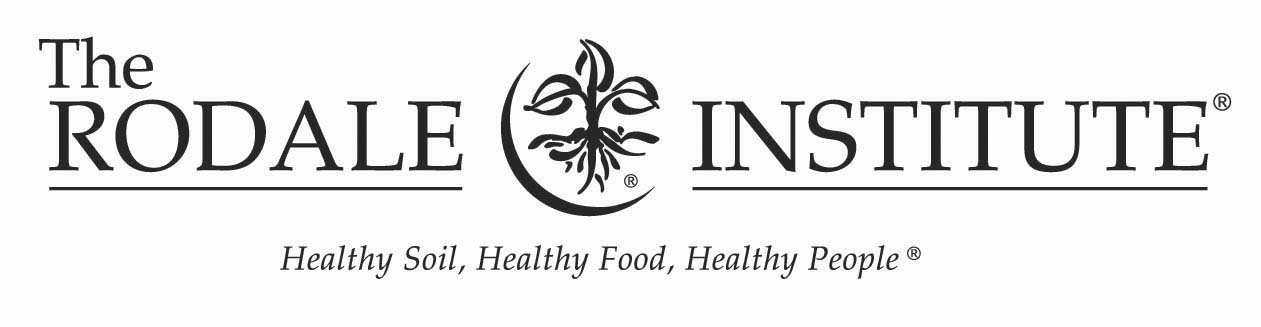 The
RODALE INSTITUTE®
®
Healthy Soil, Healthy Food, Healthy People ®